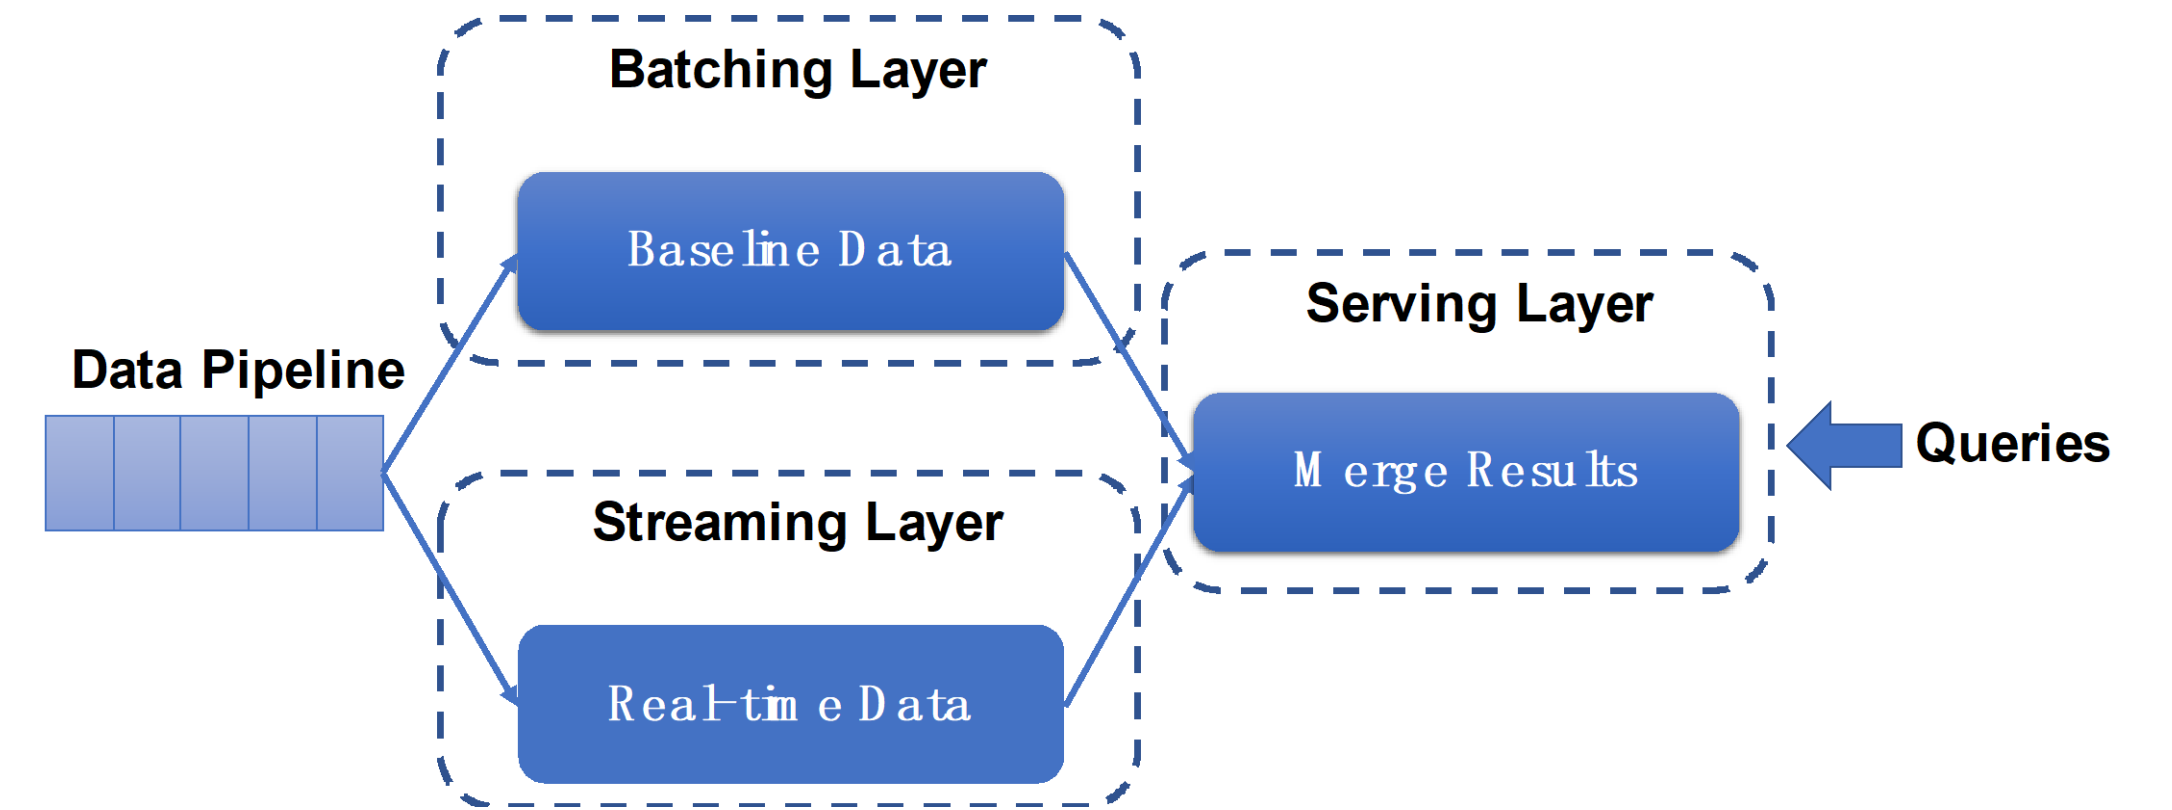 Batching Layer
Baseline Data
Data Pipeline
Streaming Layer
Real-time Data
Serving Layer
Merge Results
Queries